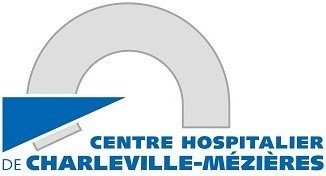 CENTRE HOSPITALIER
DE CHARLEVILLE-MÉZIÈRES